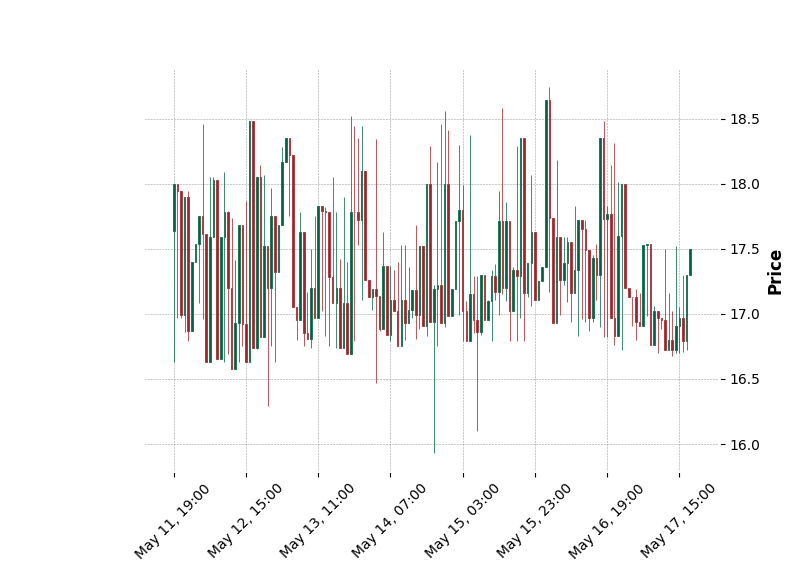 18.5
18.0
17.5
17.0
16.5
16.0
Price
May 11, 19:00
May 12, 15:00
May 13, 11:00
May 14, 07:00
May 15, 03:00
May 15, 23:00
May 16, 19:00
May 17, 15:00